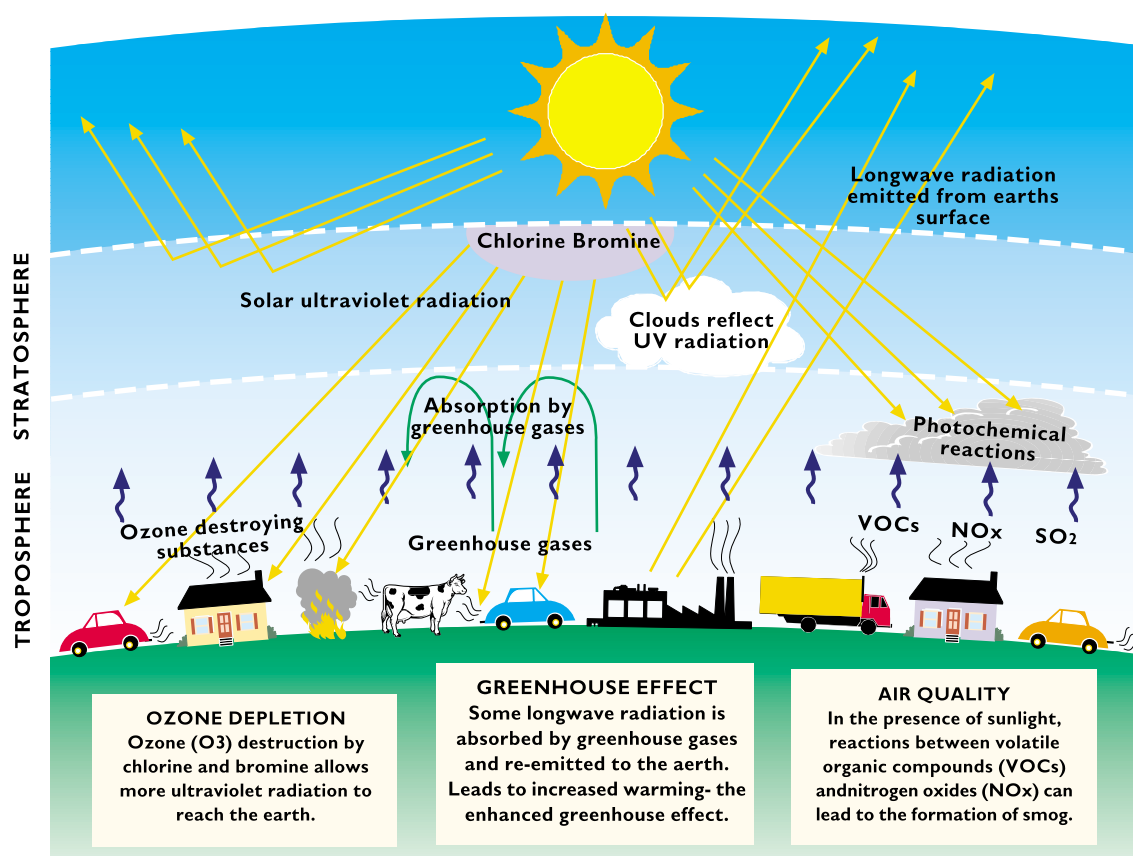 Longwave radiation
emitted from earths
surface
Chlorine Bromine
Solar ultraviolet radiation
Clouds reflect
UV radiation
STRATOSPHERE
Absorption by
greenhouse gases
Photochemical
reactions
TROPOSPHERE
Ozone destroying
substances
Greenhouse gases
VOCs
NOx
SO2
OZONE DEPLETION
Ozone (O3) destruction by
chlorine and bromine allows
more ultraviolet radiation to
reach the earth.
GREENHOUSE EFFECT
Some longwave radiation is
absorbed by greenhouse gases
and re-emitted to the aerth.
Leads to increased warming- the
enhanced greenhouse effect.
AIR QUALITY
In the presence of sunlight,
reactions between volatile
organic compounds (VOCs)
andnitrogen oxides (NOx) can
lead to the formation of smog.